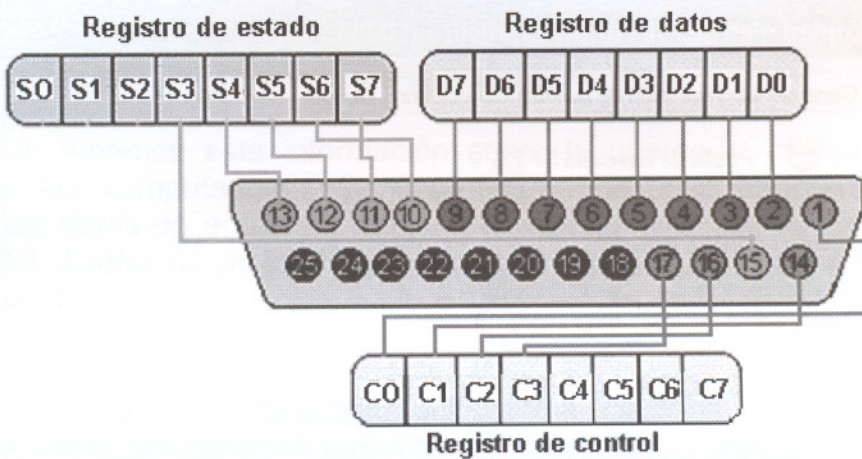 Registro de estado
Registro de datos
S0 S1 S2 S3 S4 S5 S6 S7
D7 D6 D5 D4 D3 D2 D1 D0
13 12 11 10 9 8 7 6 5 4 3 2 1
25 24 23 22 21 20 19 18 17 16 15 14
C0 C1 C2 C3 C4 C5 C6 C7
Registro de control